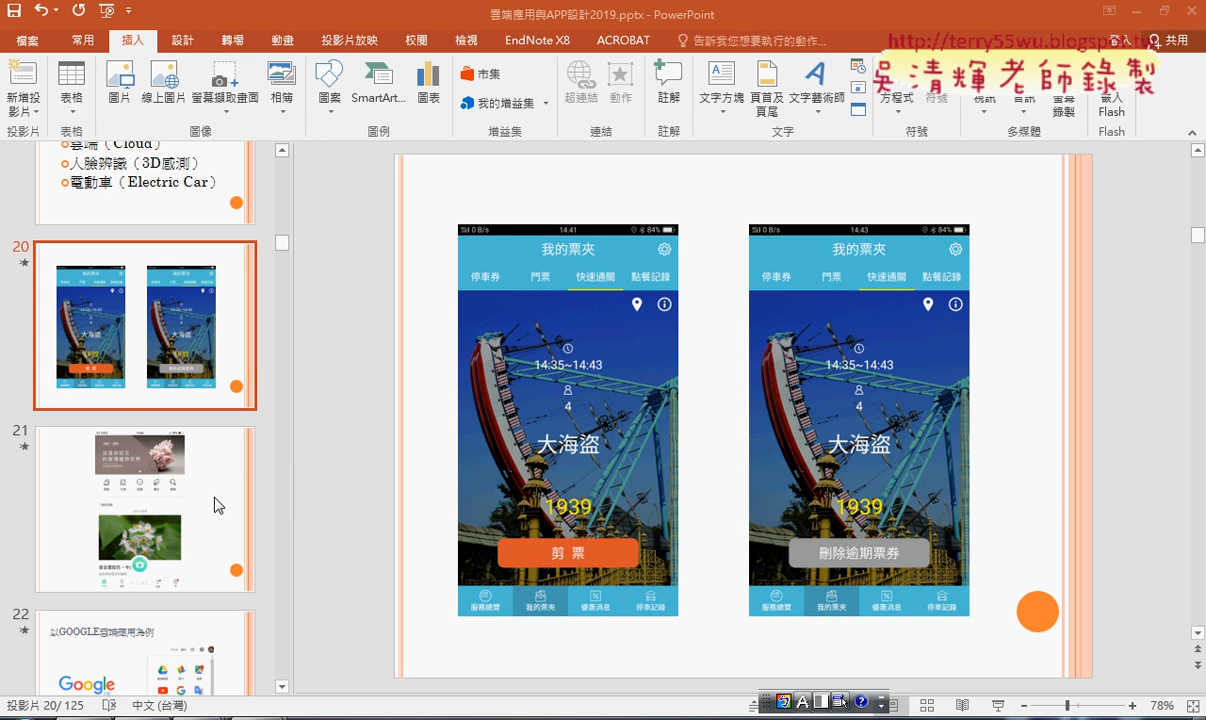 雲端應用與APP設計2019.pptx - PowerPoint
檔案 常用 插入 設計 轉場 動畫 投影片放映 校閱 檢視 EndNote X8 ACROBAT 告訴我您想要執行的動作... 登入 共用
http://terry55wu.blogspot.tw
吳清輝老師錄製
新增投影片 表格 圖片 線上圖片 螢幕擷取畫面 相簿 圖案 SmartArt... 圖表 市集 我的增益集 超連結 動作 註解 文字方塊 頁首及頁尾 文字藝術師 方程式 符號 視訊 音訊 螢幕錄製 嵌入 Flash
投影片 表格 圖像 圖例 增益集 連結 註解 文字 符號 多媒體 Flash
雲端（Cloud）
人臉辨識（3D感測）
電動車（Electric Car）
20
21
22
以GOOGLE雲端應用為例
Google
0 B/s 14:41 84%
我的票夾
停車券 門票 快速通關 點餐記錄
14:35~14:43
4
大海盜
1939
剪 票
服務總覽 我的票夾 優惠消息 停車記錄
0 B/s 14:43 84%
我的票夾
停車券 門票 快速通關 點餐記錄
14:35~14:43
4
大海盜
1939
刪除逾期票券
服務總覽 我的票夾 優惠消息 停車記錄
投影片 20/ 125 中文 (台灣) 78%